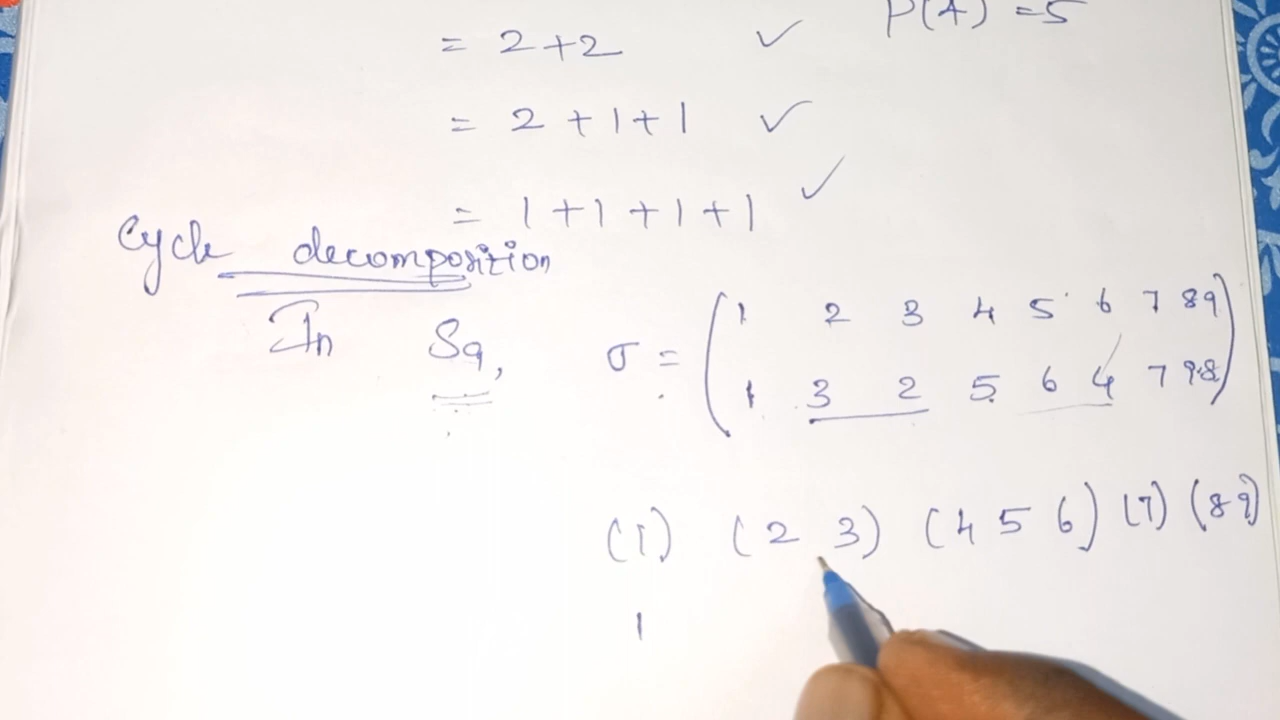 = 2+2 ✓ P(4) = 5
= 2 + 1 + 1 ✓
= 1 + 1 + 1 + 1 ✓
Cycle decomposition
In S9, σ = ( 1 2 3 4 5 6 7 8 9
1 3 2 5 6 4 7 9 8 )
(1) (2 3) (4 5 6) (7) (8 9)
1